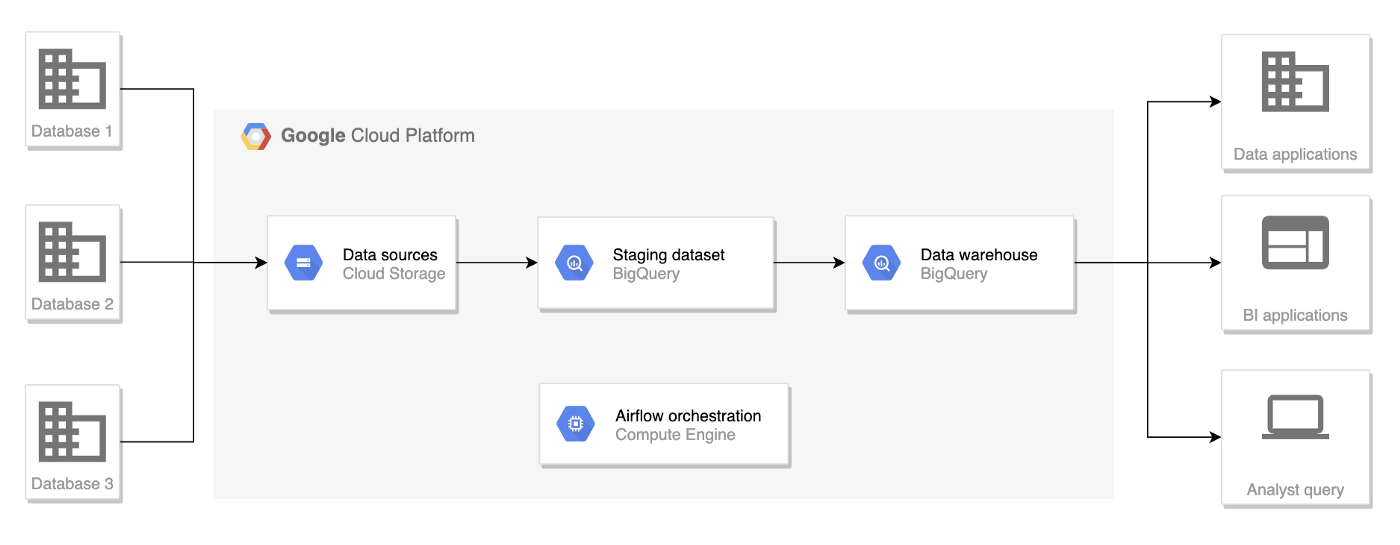 Database 1
Database 2
Database 3
Google Cloud Platform
Data sources
Cloud Storage
Staging dataset
BigQuery
Data warehouse
BigQuery
Airflow orchestration
Compute Engine
Data applications
BI applications
Analyst query